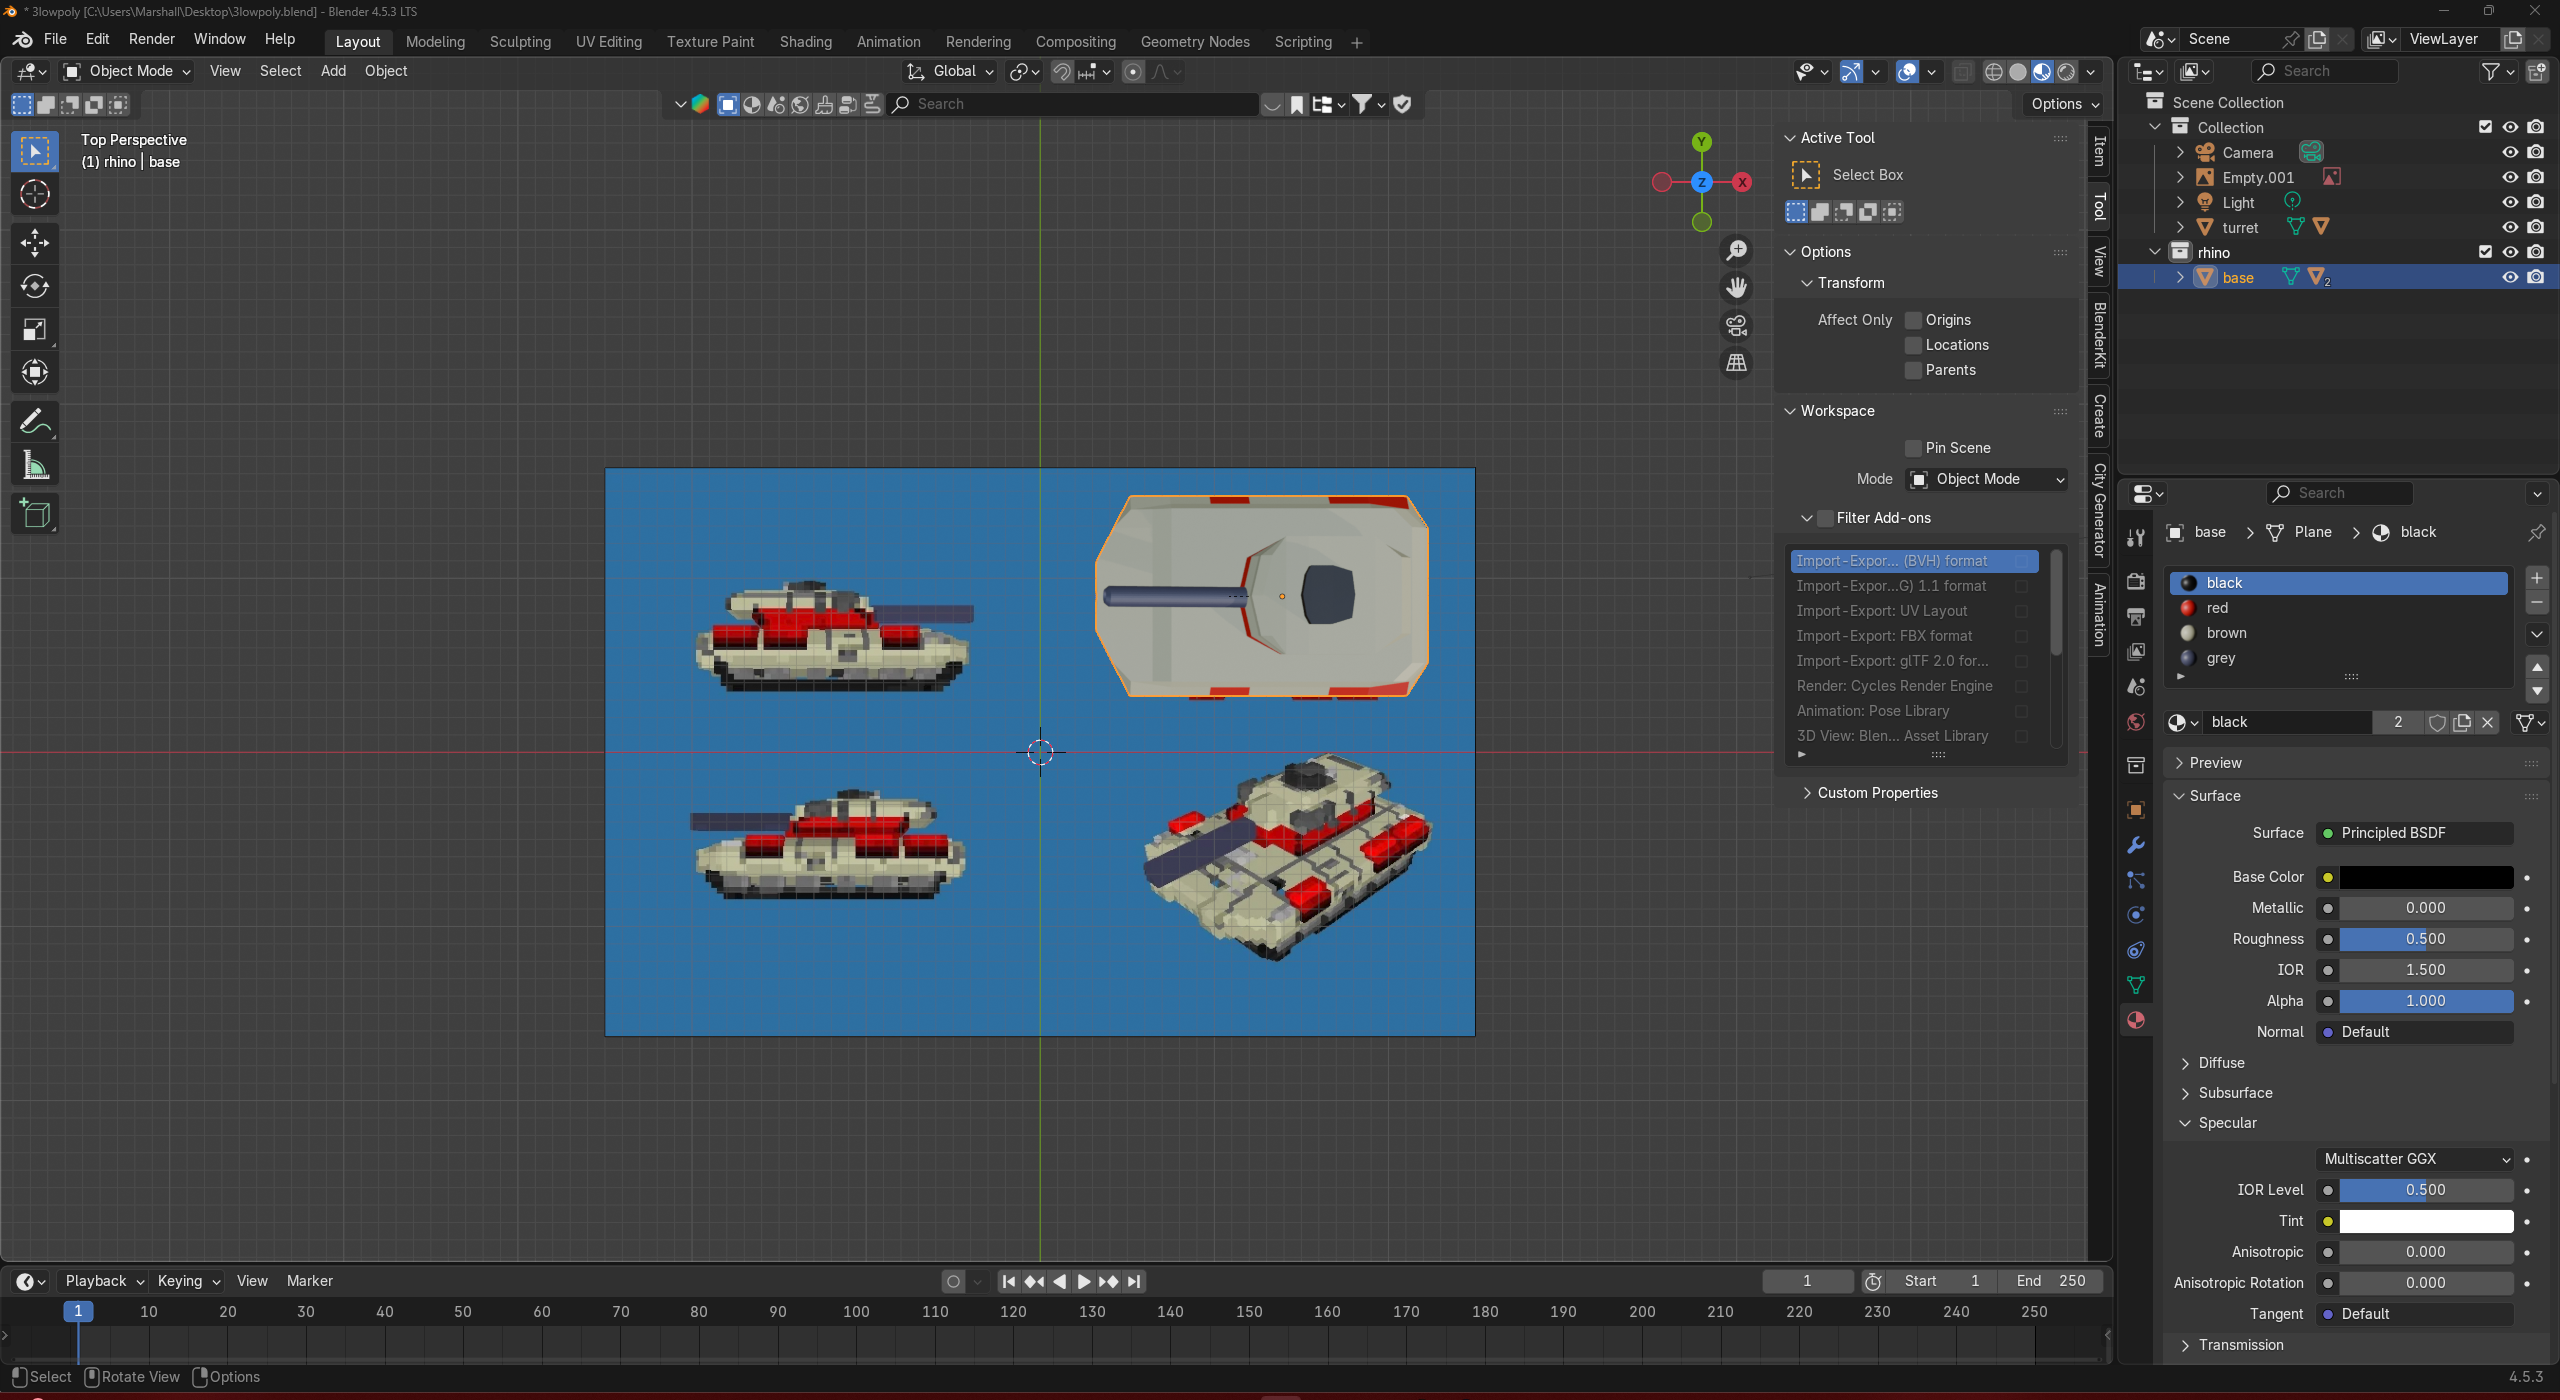 * 3lowpoly [C:\Users\Marshall\Desktop\3lowpoly.blend] - Blender 4.5.3 LTS
File Edit Render Window Help Layout Modeling Sculpting UV Editing Texture Paint Shading Animation Rendering Compositing Geometry Nodes Scripting + Scene ViewLayer
Object Mode View Select Add Object Global Search
Search Options
Top Perspective
(1) rhino | base
Y
Z
X
Active Tool
Select Box
Options
Transform
Affect Only Origins
Locations
Parents
Workspace
Pin Scene
Mode Object Mode
Filter Add-ons
Import-Expor... (BVH) format
Import-Expor...G) 1.1 format
Import-Export: UV Layout
Import-Export: FBX format
Import-Export: glTF 2.0 for...
Render: Cycles Render Engine
Animation: Pose Library
3D View: Blen... Asset Library
Custom Properties
Item
Tool
View
BlenderKit
Create
City Generator
Animation
Scene Collection
Collection
Camera
Empty.001
Light
turret
rhino
base 2
Search
base Plane black
black
red
brown
grey
black 2
Preview
Surface
Surface Principled BSDF
Base Color
Metallic 0.000
Roughness 0.500
IOR 1.500
Alpha 1.000
Normal Default
Diffuse
Subsurface
Specular
Multiscatter GGX
IOR Level 0.500
Tint
Anisotropic 0.000
Anisotropic Rotation 0.000
Tangent Default
Transmission
Playback Keying View Marker 1 Start 1 End 250
1 10 20 30 40 50 60 70 80 90 100 110 120 130 140 150 160 170 180 190 200 210 220 230 240 250
Select Rotate View Options 4.5.3